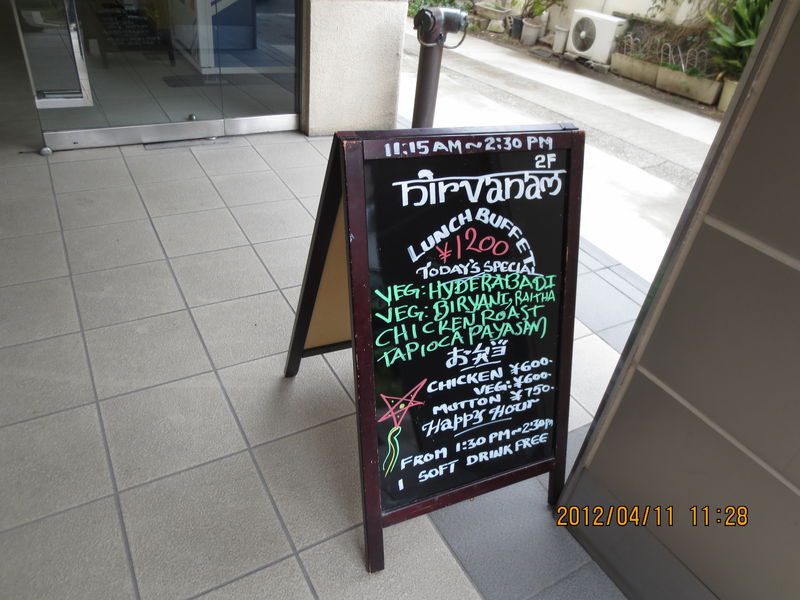 11:15 AM ~ 2:30 PM
2F
nirvanam
LUNCH BUFFET
¥1200
TODAY'S SPECIAL
VEG: HYDERABADI
VEG: BIRYANI, RAITHA
CHICKEN ROAST
TAPIOCA PAYASAM
お弁当
CHICKEN ¥600-
VEG: ¥600-
MUTTON ¥750-
Happy Hour
FROM 1:30 PM~2:30pm
1 SOFT DRINK FREE
2012/04/11 11:28